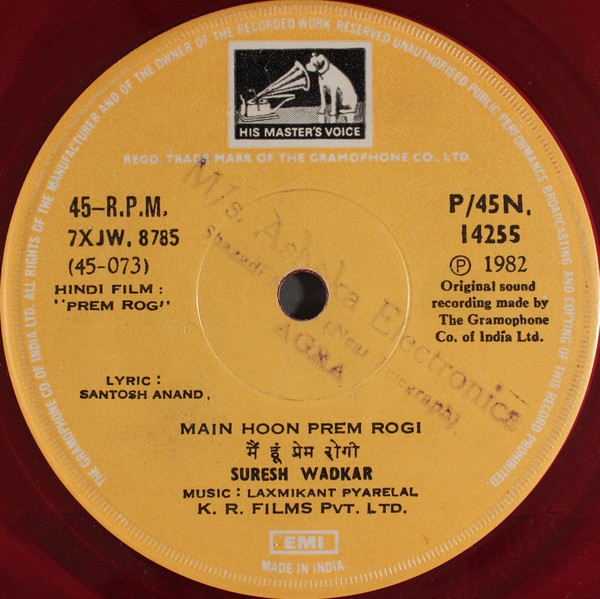 THE GRAMOPHONE CO. OF INDIA LTD. ALL RIGHTS OF THE MANUFACTURER AND OF THE OWNER OF THE RECORDED WORK RESERVED UNAUTHORISED PUBLIC PERFORMANCE BROADCASTING AND COPYING OF THIS RECORD PROHIBITED
HIS MASTER'S VOICE
REGD. TRADE MARK OF THE GRAMOPHONE CO., LTD.
45-R.P.M.
7XJW. 8785
(45-073)
HINDI FILM :
"PREM ROG"
P/45N.
14255
Ⓟ 1982
Original sound
recording made by
The Gramophone
Co. of India Ltd.
M/s. Ashoka Electronics
(Near Telegraph)
AGRA
LYRIC :
SANTOSH ANAND.
MAIN HOON PREM ROGI
मैं हूं प्रेम रोगी
SURESH WADKAR
MUSIC : LAXMIKANT PYARELAL
K. R. FILMS PVT. LTD.
EMI
MADE IN INDIA.